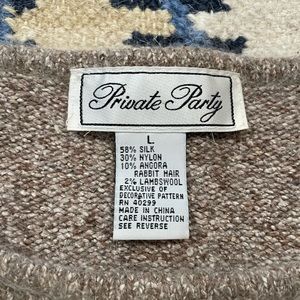 Private Party
L
58% SILK
30% NYLON
10% ANGORA
RABBIT HAIR
2% LAMBSWOOL
EXCLUSIVE OF
DECORATIVE PATTERN
RN 40299
MADE IN CHINA
CARE INSTRUCTION
SEE REVERSE